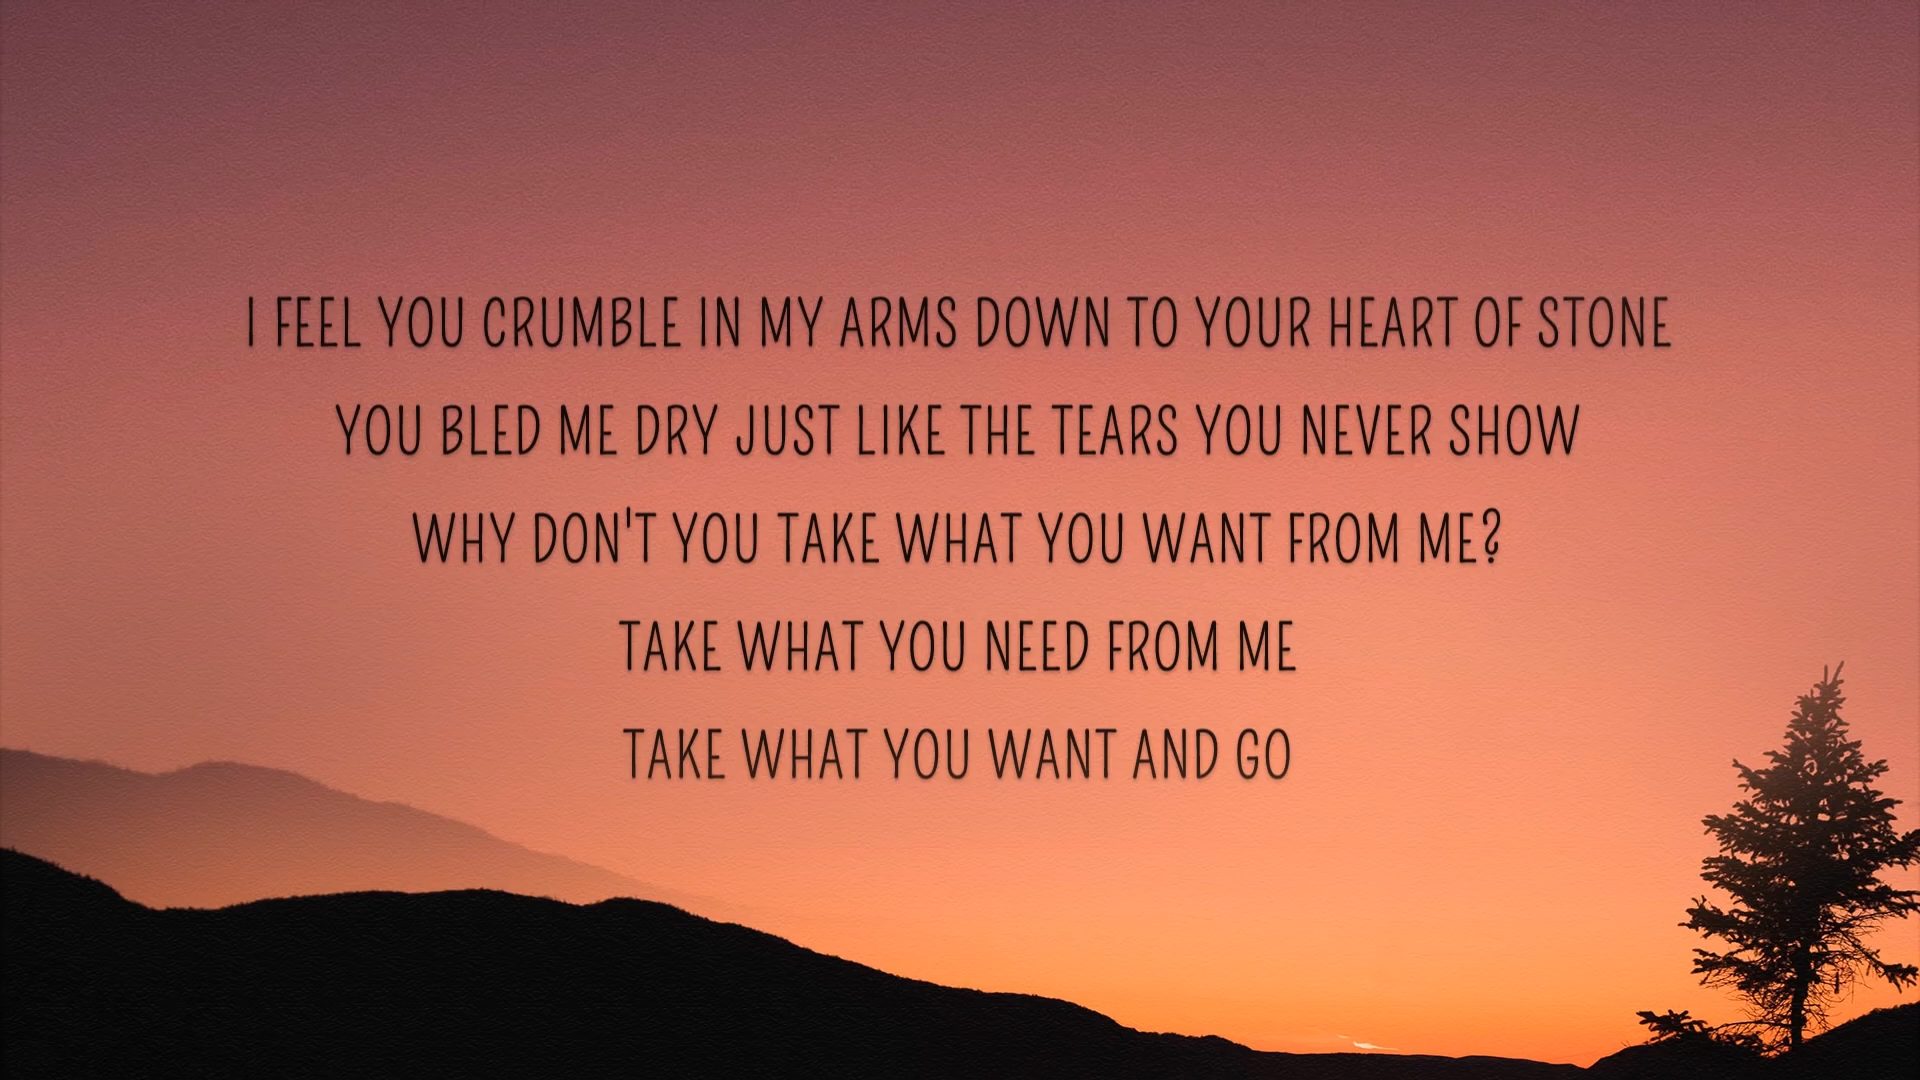 I FEEL YOU CRUMBLE IN MY ARMS DOWN TO YOUR HEART OF STONE
YOU BLED ME DRY JUST LIKE THE TEARS YOU NEVER SHOW
WHY DON'T YOU TAKE WHAT YOU WANT FROM ME?
TAKE WHAT YOU NEED FROM ME
TAKE WHAT YOU WANT AND GO